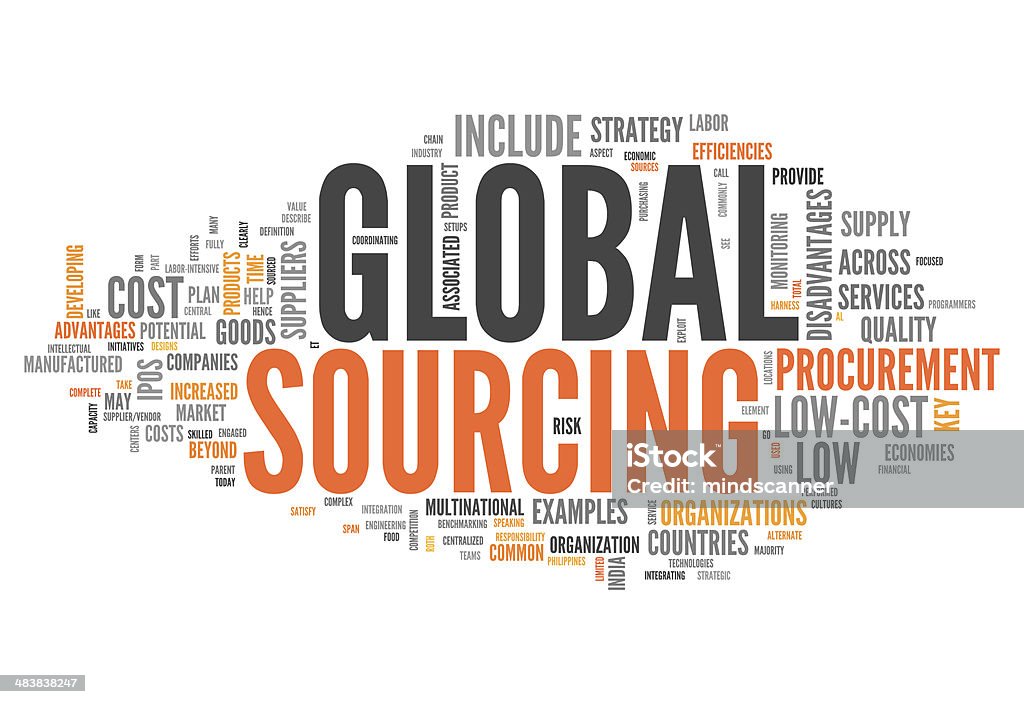 CHAIN
INDUSTRY
INCLUDE
STRATEGY
LABOR
ASPECT
ECONOMIC
SOURCES
EFFICIENCIES
GLOBAL
COORDINATING
PRODUCT
SETUPS
ASSOCIATED
PURCHASING
CALL
COMMONLY
SEE
EXPLOIT
PROVIDE
MONITORING
HARNESS
TOTAL
DISADVANTAGES
AL
SUPPLY
ACROSS
FOCUSED
SERVICES
PROGRAMMERS
QUALITY
VALUE
DESCRIBE
DEFINITION
SUPPLIERS
ET
MANY
CLEARLY
EFFORTS
FULLY
FORM
PART
LABOR-INTENSIVE
PRODUCTS
TIME
SOURCED
DEVELOPING
LIKE
COST
PLAN
CENTRAL
HELP
HENCE
ADVANTAGES
POTENTIAL
GOODS
INTELLECTUAL
INITIATIVES
DESIGNS
MANUFACTURED
IPOS
COMPANIES
COMPLETE
TAKE
CAPACITY
MAY
SUPPLIER/VENDOR
INCREASED
MARKET
CENTERS
COSTS
SKILLED
ENGAGED
BEYOND
PARENT
TODAY
SOURCING
RISK
LOCATIONS
PROCUREMENT
ELEMENT
GO
LOW-COST
KEY
USED
USING
LOW
ECONOMIES
FINANCIAL
PERFORMED
CULTURES
iStock™
Credit: mindscanner
SATISFY
COMPLEX
SPAN
INTEGRATION
ENGINEERING
FOOD
COMPETITION
MULTINATIONAL
BENCHMARKING
SPEAKING
ROTH
CENTRALIZED
TEAMS
RESPONSIBILITY
COMMON
EXAMPLES
ORGANIZATION
PHILIPPINES
LIMITED
INDIA
SERVICE
ORGANIZATIONS
COUNTRIES
ALTERNATE
MAJORITY
TECHNOLOGIES
INTEGRATING
STRATEGIC
483838247